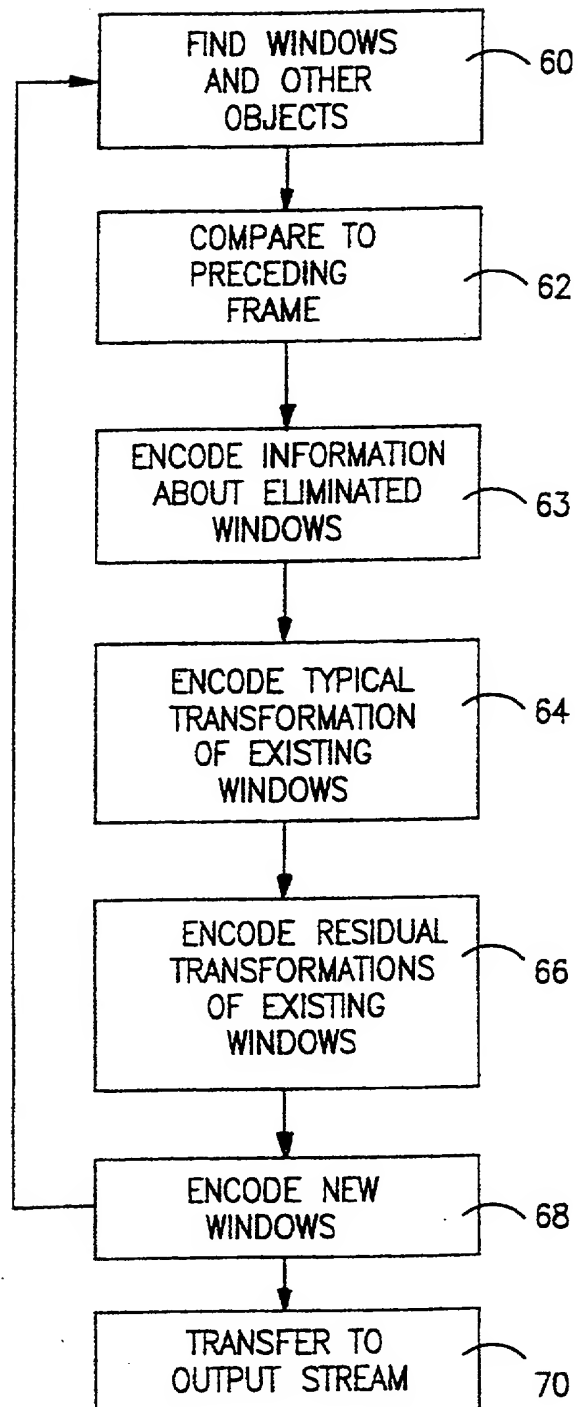 FIND WINDOWS
AND OTHER
OBJECTS
60
COMPARE TO
PRECEDING
FRAME
62
ENCODE INFORMATION
ABOUT ELIMINATED
WINDOWS
63
ENCODE TYPICAL
TRANSFORMATION
OF EXISTING
WINDOWS
64
ENCODE RESIDUAL
TRANSFORMATIONS
OF EXISTING
WINDOWS
66
ENCODE NEW
WINDOWS
68
TRANSFER TO
OUTPUT STREAM
70